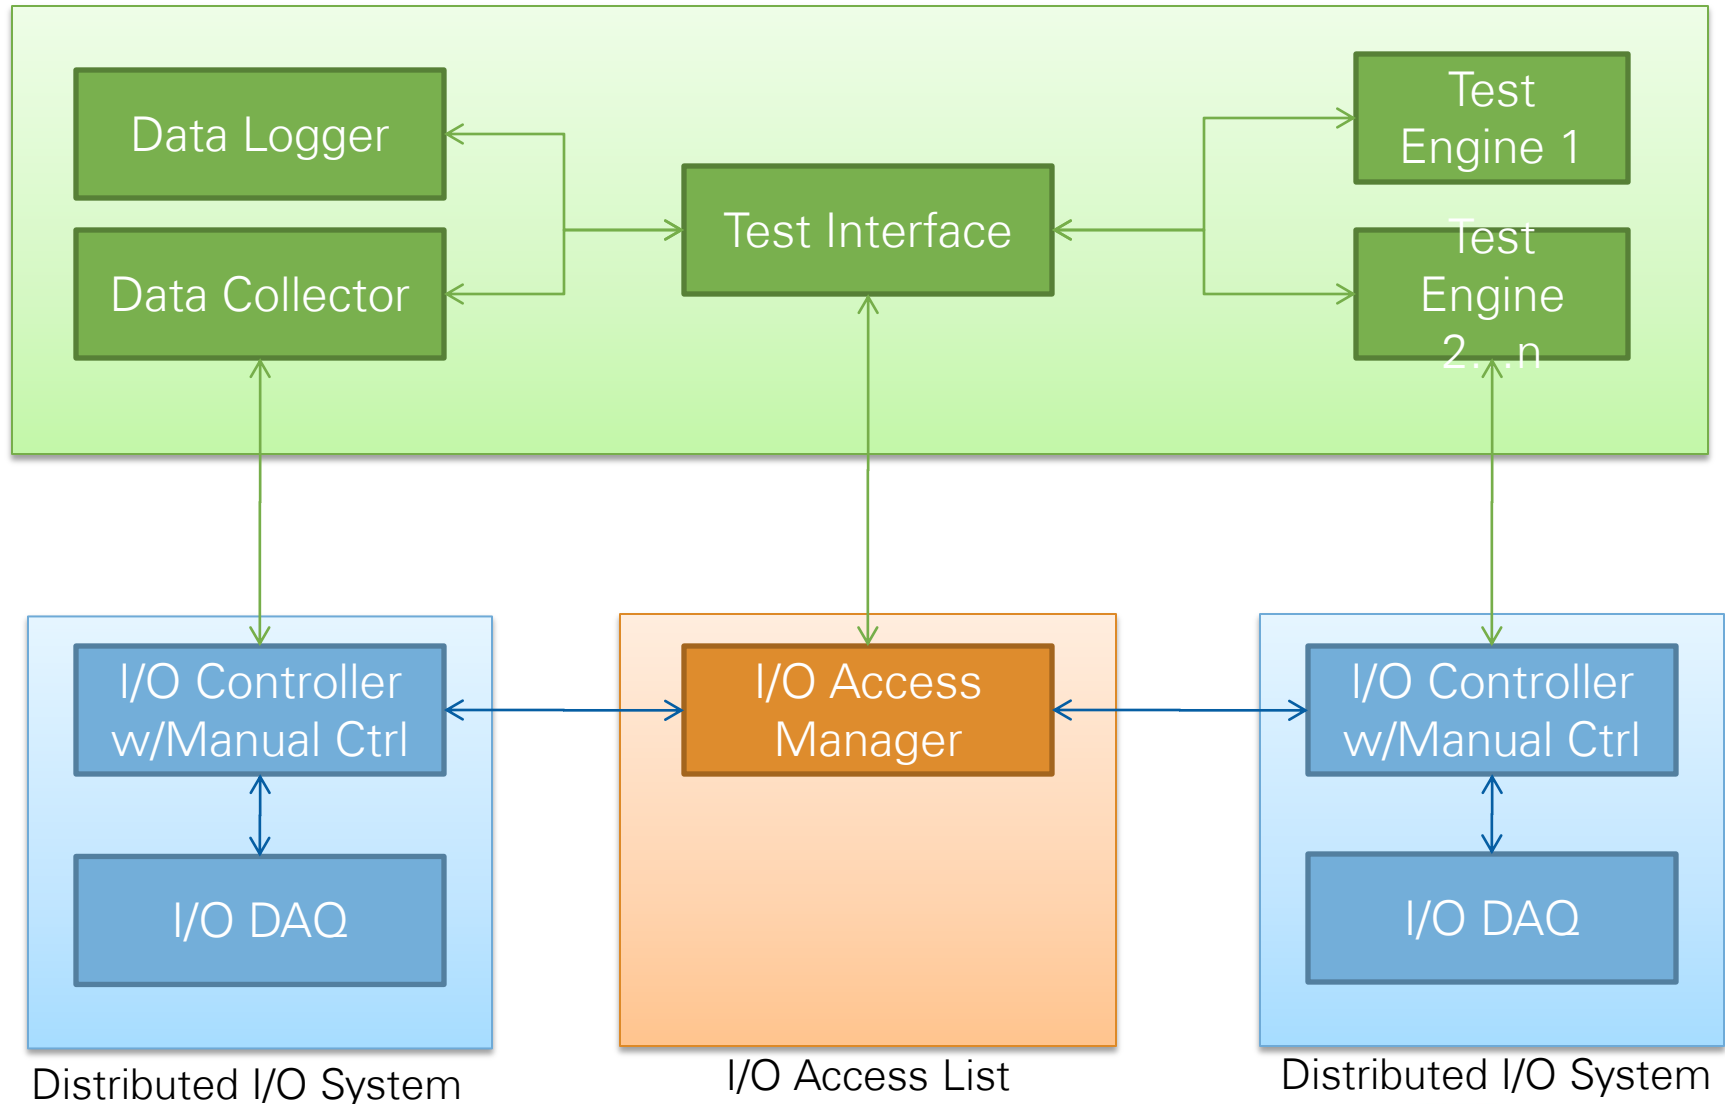 Data Logger
Data Collector
Test Interface
Test
Engine 1
Test
Engine
2…n
I/O Controller
w/Manual Ctrl
I/O DAQ
Distributed I/O System
I/O Access
Manager
I/O Access List
I/O Controller
w/Manual Ctrl
I/O DAQ
Distributed I/O System